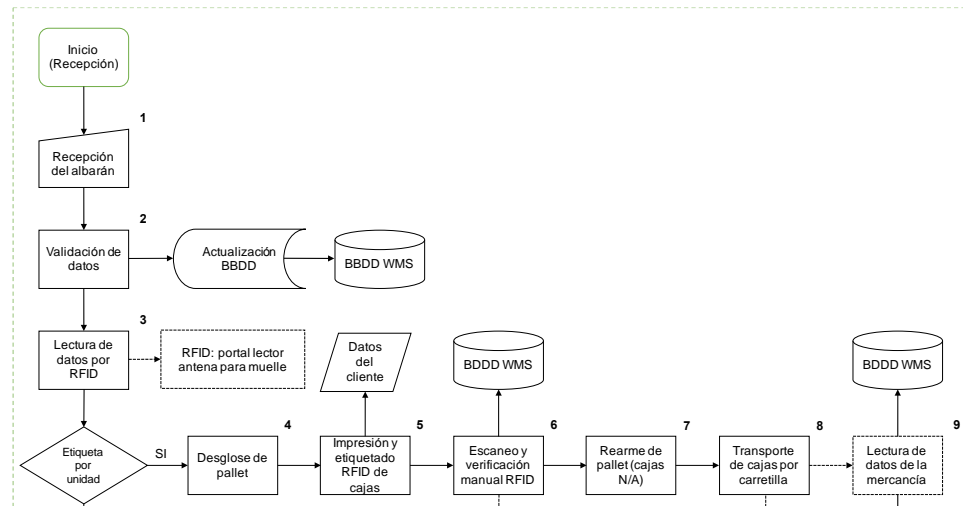 Inicio
(Recepción)
1
Recepción
del albarán
2
Validación de
datos
Actualización
BBDD
BBDD WMS
3
Lectura de
datos por
RFID
RFID: portal lector
antena para muelle
Datos
del
cliente
BDDD WMS
BDDD WMS
Etiqueta
por
unidad
SI
4
Desglose de
pallet
5
Impresión y
etiquetado
RFID de
cajas
6
Escaneo y
verificación
manual RFID
7
Rearme de
pallet (cajas
N/A)
8
Transporte
de cajas por
carretilla
9
Lectura de
datos de la
mercancía